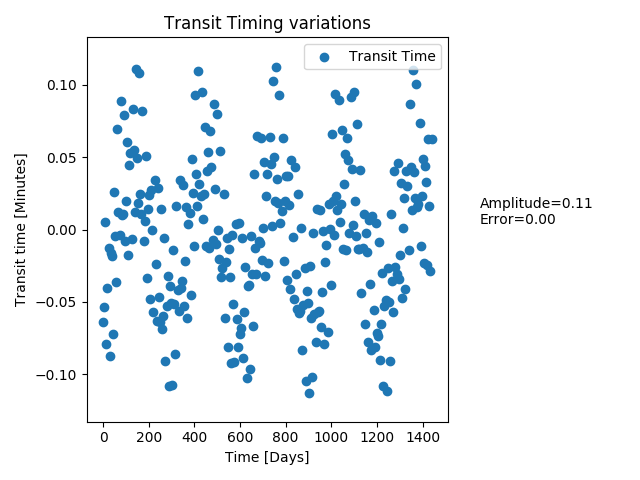 Transit Timing variations
Transit Time
0.10
0.05
0.00
−0.05
−0.10
Transit time [Minutes]
Amplitude=0.11
Error=0.00
0 200 400 600 800 1000 1200 1400
Time [Days]